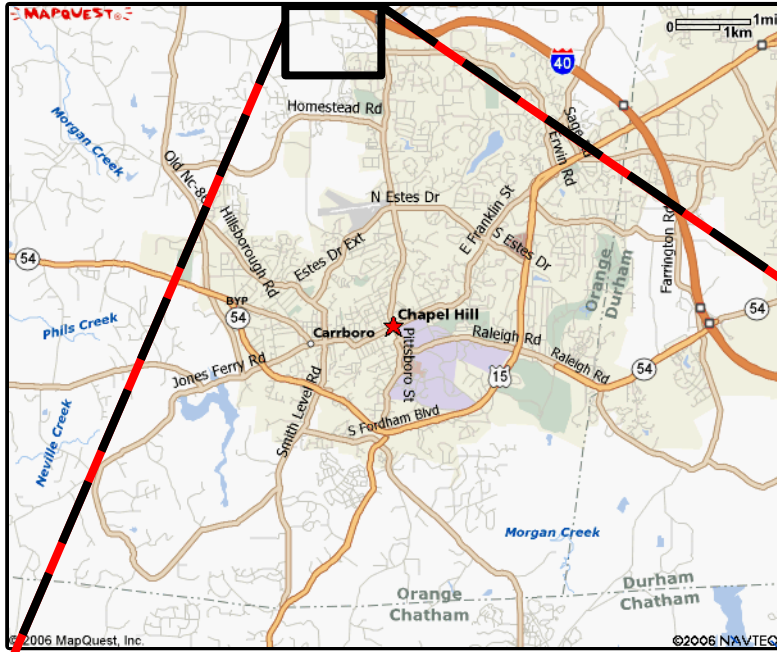 MAPQUEST
0 1mi
1km
40
Homestead Rd
Sage Rd
Erwin Rd
Morgan Creek
Old Nc-86
N Estes Dr
E Franklin St
Hillsborough Rd
Estes Dr Ext
S Estes Dr
Farrington Rd
Orange
Durham
54
BYP
54
54
Phils Creek
Chapel Hill
Carrboro
Raleigh Rd
Pittsboro St
Raleigh Rd
54
Jones Ferry Rd
15
Smith Level Rd
S Fordham Blvd
Neville Creek
Morgan Creek
Orange
Chatham
Durham
Chatham
©2006 MapQuest, Inc.
©2006 NAVTEQ